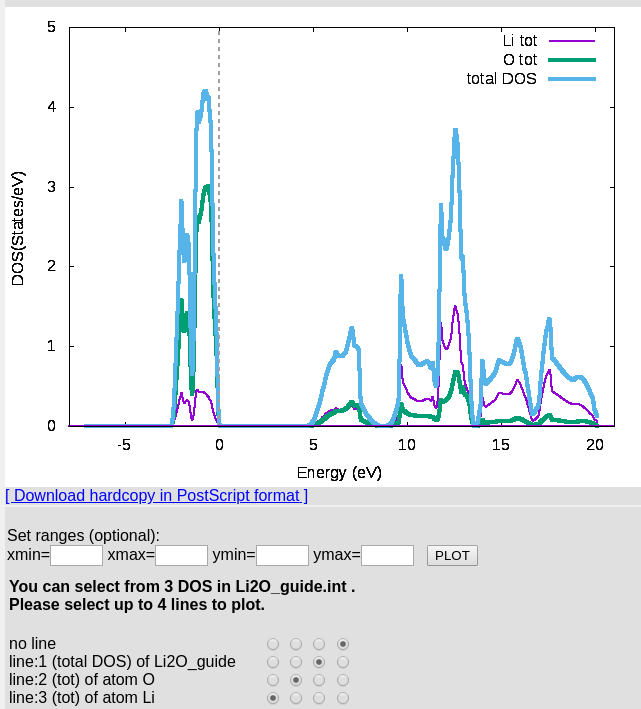 5
4
3
2
1
0
DOS(States/eV)
Li tot
O tot
total DOS
-5 0 5 10 15 20
Energy (eV)
[ Download hardcopy in PostScript format ]
Set ranges (optional):
xmin= xmax= ymin= ymax= PLOT
You can select from 3 DOS in Li2O_guide.int .
Please select up to 4 lines to plot.
no line
line:1 (total DOS) of Li2O_guide
line:2 (tot) of atom O
line:3 (tot) of atom Li